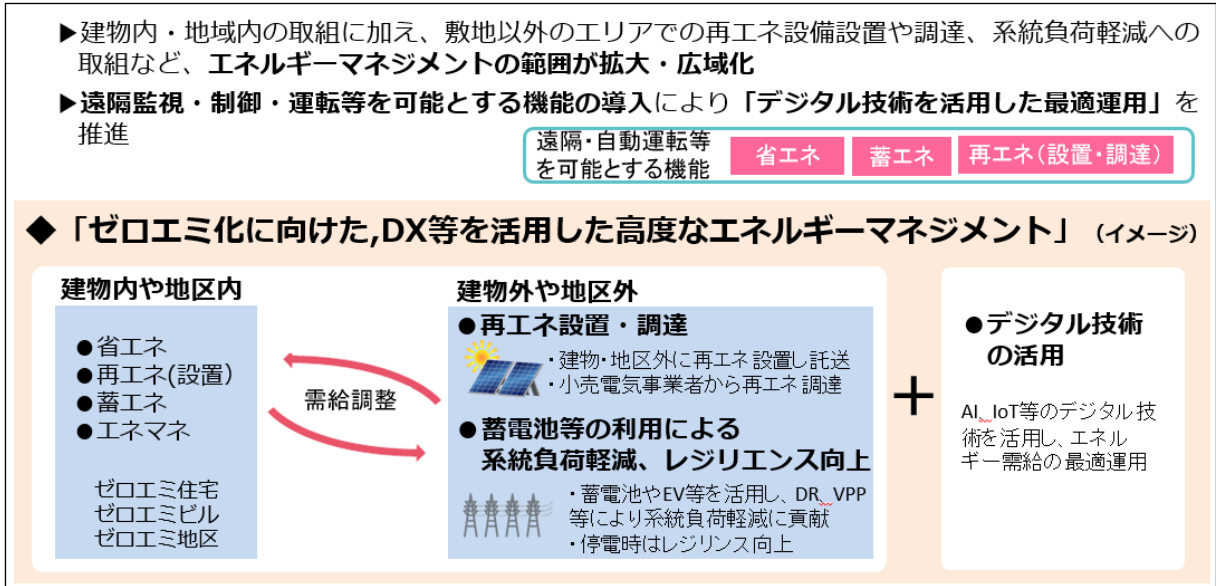 ▶建物内・地域内の取組に加え、敷地以外のエリアでの再エネ設備設置や調達、系統負荷軽減への
取組など、エネルギーマネジメントの範囲が拡大・広域化
▶遠隔監視・制御・運転等を可能とする機能の導入により「デジタル技術を活用した最適運用」を
推進
遠隔・自動運転等
を可能とする機能
省エネ
蓄エネ
再エネ(設置・調達)
◆「ゼロエミ化に向けた,DX等を活用した高度なエネルギーマネジメント」(イメージ)
建物内や地区内
●省エネ
●再エネ(設置)
●蓄エネ
●エネマネ
ゼロエミ住宅
ゼロエミビル
ゼロエミ地区
需給調整
建物外や地区外
●再エネ設置・調達
・建物・地区外に再エネ設置し託送
・小売電気事業者から再エネ調達
●蓄電池等の利用による
系統負荷軽減、レジリエンス向上
・蓄電池やEV等を活用し、DR、VPP
等により系統負荷軽減に貢献
・停電時はレジリンス向上
+
●デジタル技術
の活用
AI、IoT等のデジタル技
術を活用し、エネル
ギー需給の最適運用